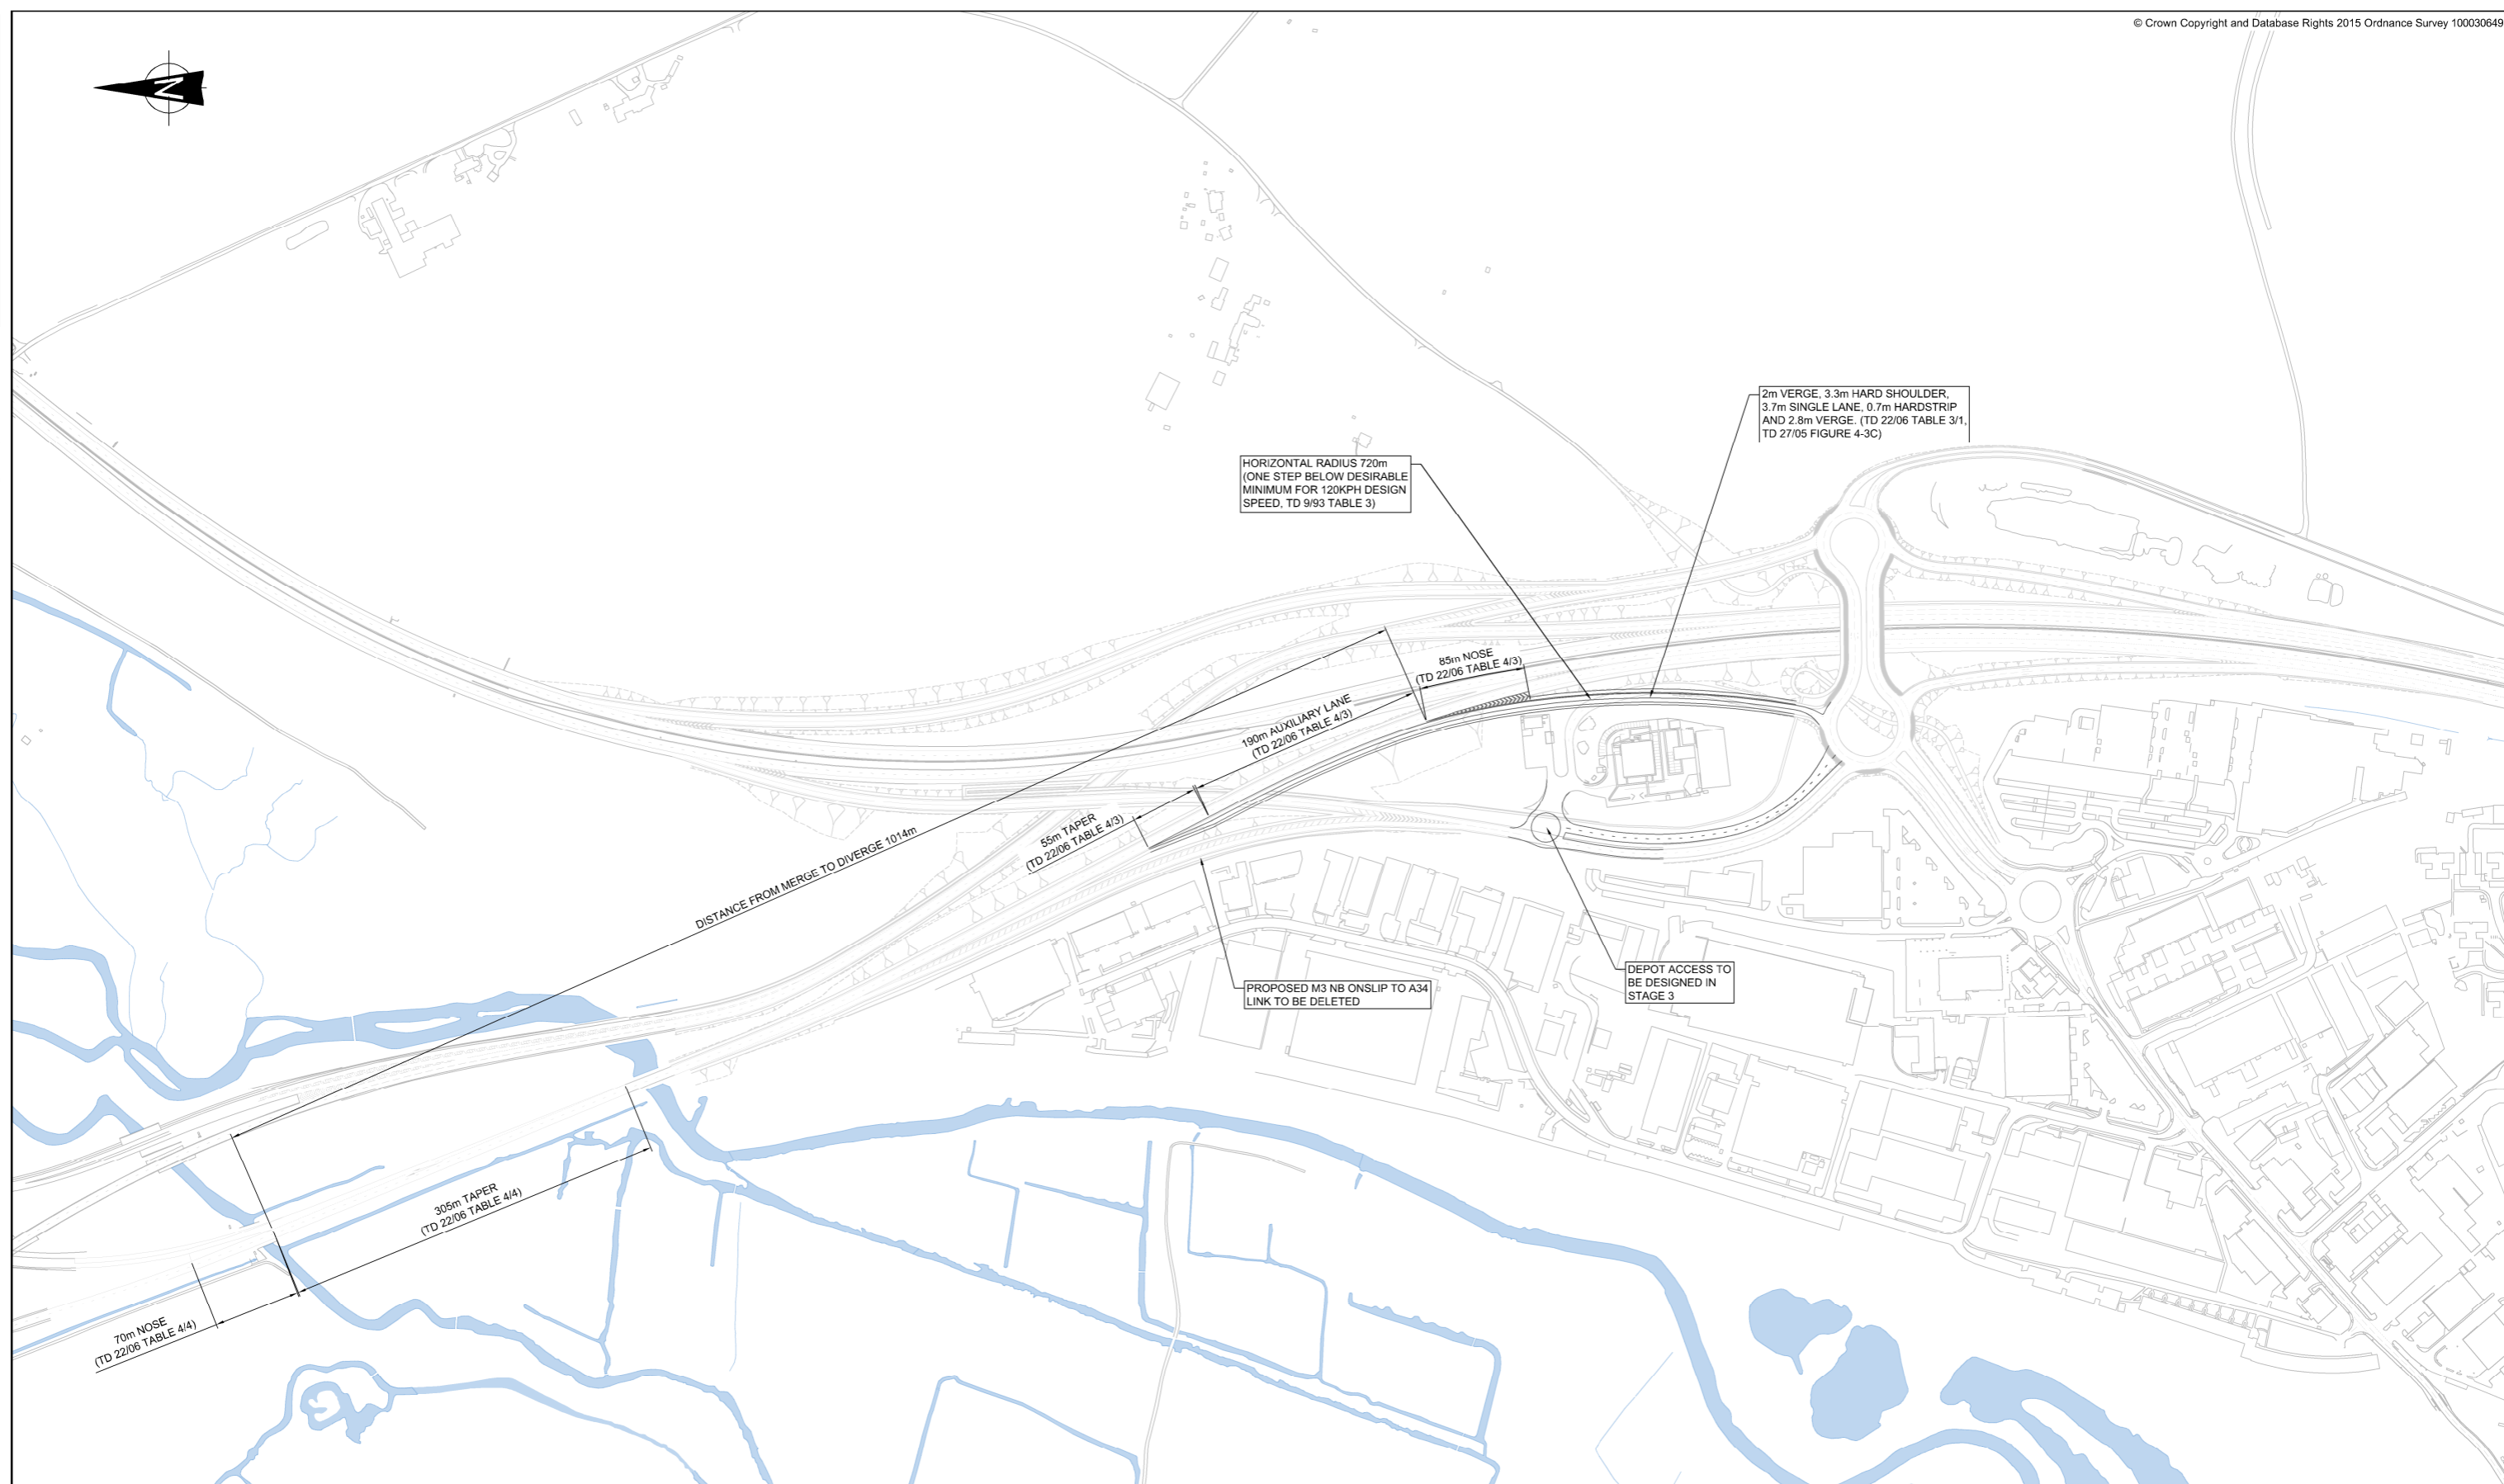 © Crown Copyright and Database Rights 2015 Ordnance Survey 100030649
N
2m VERGE, 3.3m HARD SHOULDER,
3.7m SINGLE LANE, 0.7m HARDSTRIP
AND 2.8m VERGE. (TD 22/06 TABLE 3/1,
TD 27/05 FIGURE 4-3C)
HORIZONTAL RADIUS 720m
(ONE STEP BELOW DESIRABLE
MINIMUM FOR 120KPH DESIGN
SPEED, TD 9/93 TABLE 3)
85m NOSE
(TD 22/06 TABLE 4/3)
190m AUXILIARY LANE
(TD 22/06 TABLE 4/3)
55m TAPER
(TD 22/06 TABLE 4/3)
DISTANCE FROM MERGE TO DIVERGE 1014m
PROPOSED M3 NB ONSLIP TO A34
LINK TO BE DELETED
DEPOT ACCESS TO
BE DESIGNED IN
STAGE 3
305m TAPER
(TD 22/06 TABLE 4/4)
70m NOSE
(TD 22/06 TABLE 4/4)